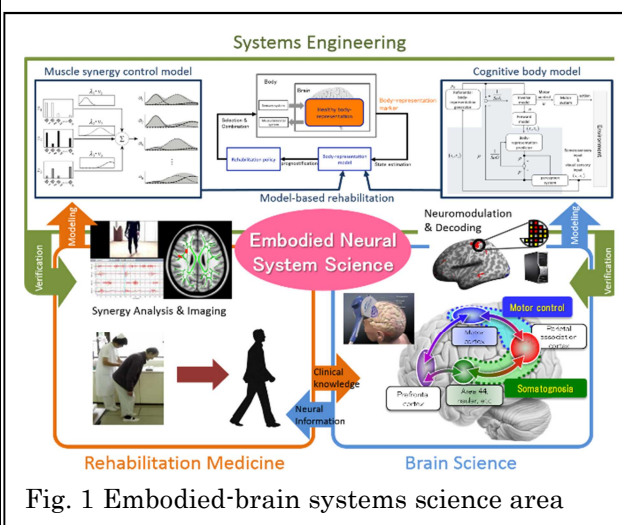 Systems Engineering
Muscle synergy control model
Body
Brain
Healthy body-
representation
Body-representation
marker
Selection &
Combination
Rehabilitation policy
prognostification
Body-representation
model
State estimation
Model-based rehabilitation
Cognitive body model
Environment
Modeling
Verification
Embodied Neural
System Science
Neuromodulation
& Decoding
Modeling
Verification
Synergy Analysis & Imaging
Motor control
Motor
cortex
Parietal
association
cortex
Prefronta
cortex
Area 44,
Somatognosia
Clinical
knowledge
Neural
Information
Rehabilitation Medicine
Brain Science
Fig. 1 Embodied-brain systems science area